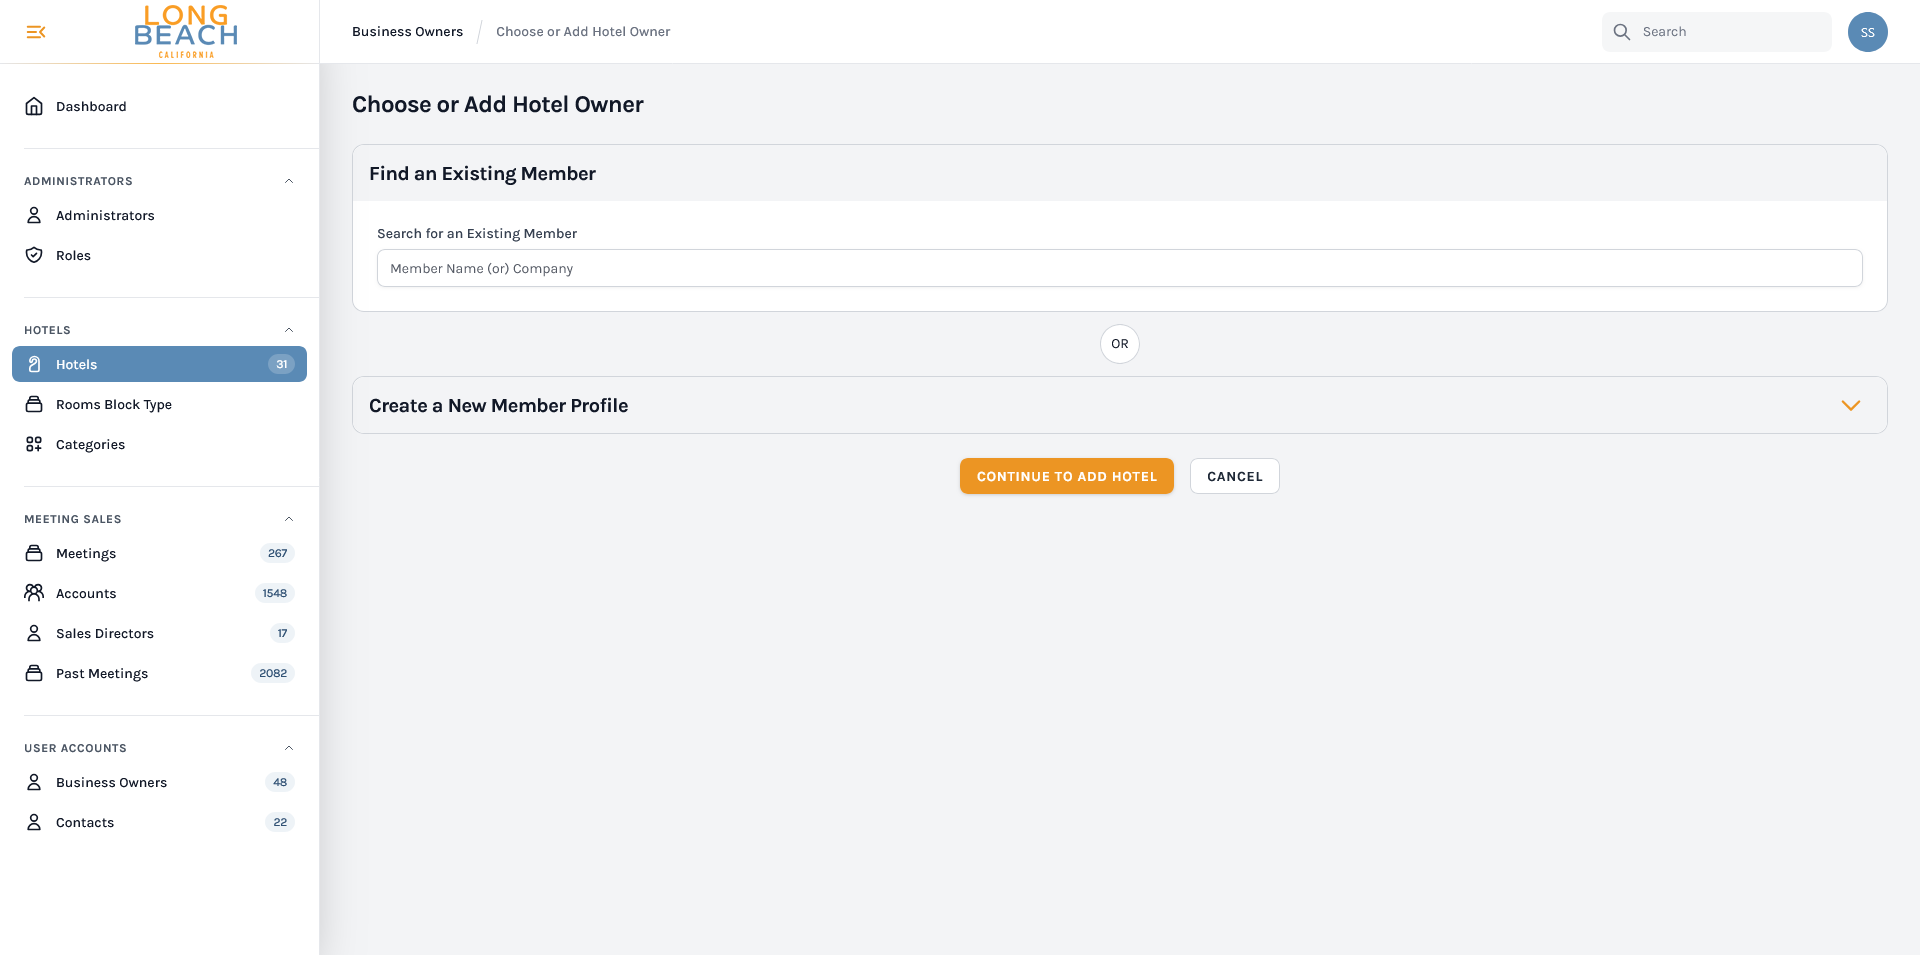 LONG
BEACH
CALIFORNIA
Business Owners / Choose or Add Hotel Owner
Search
SS
Dashboard
ADMINISTRATORS
Administrators
Roles
HOTELS
Hotels 31
Rooms Block Type
Categories
MEETING SALES
Meetings 267
Accounts 1548
Sales Directors 17
Past Meetings 2082
USER ACCOUNTS
Business Owners 48
Contacts 22
Choose or Add Hotel Owner
Find an Existing Member
Search for an Existing Member
Member Name (or) Company
OR
Create a New Member Profile
CONTINUE TO ADD HOTEL
CANCEL